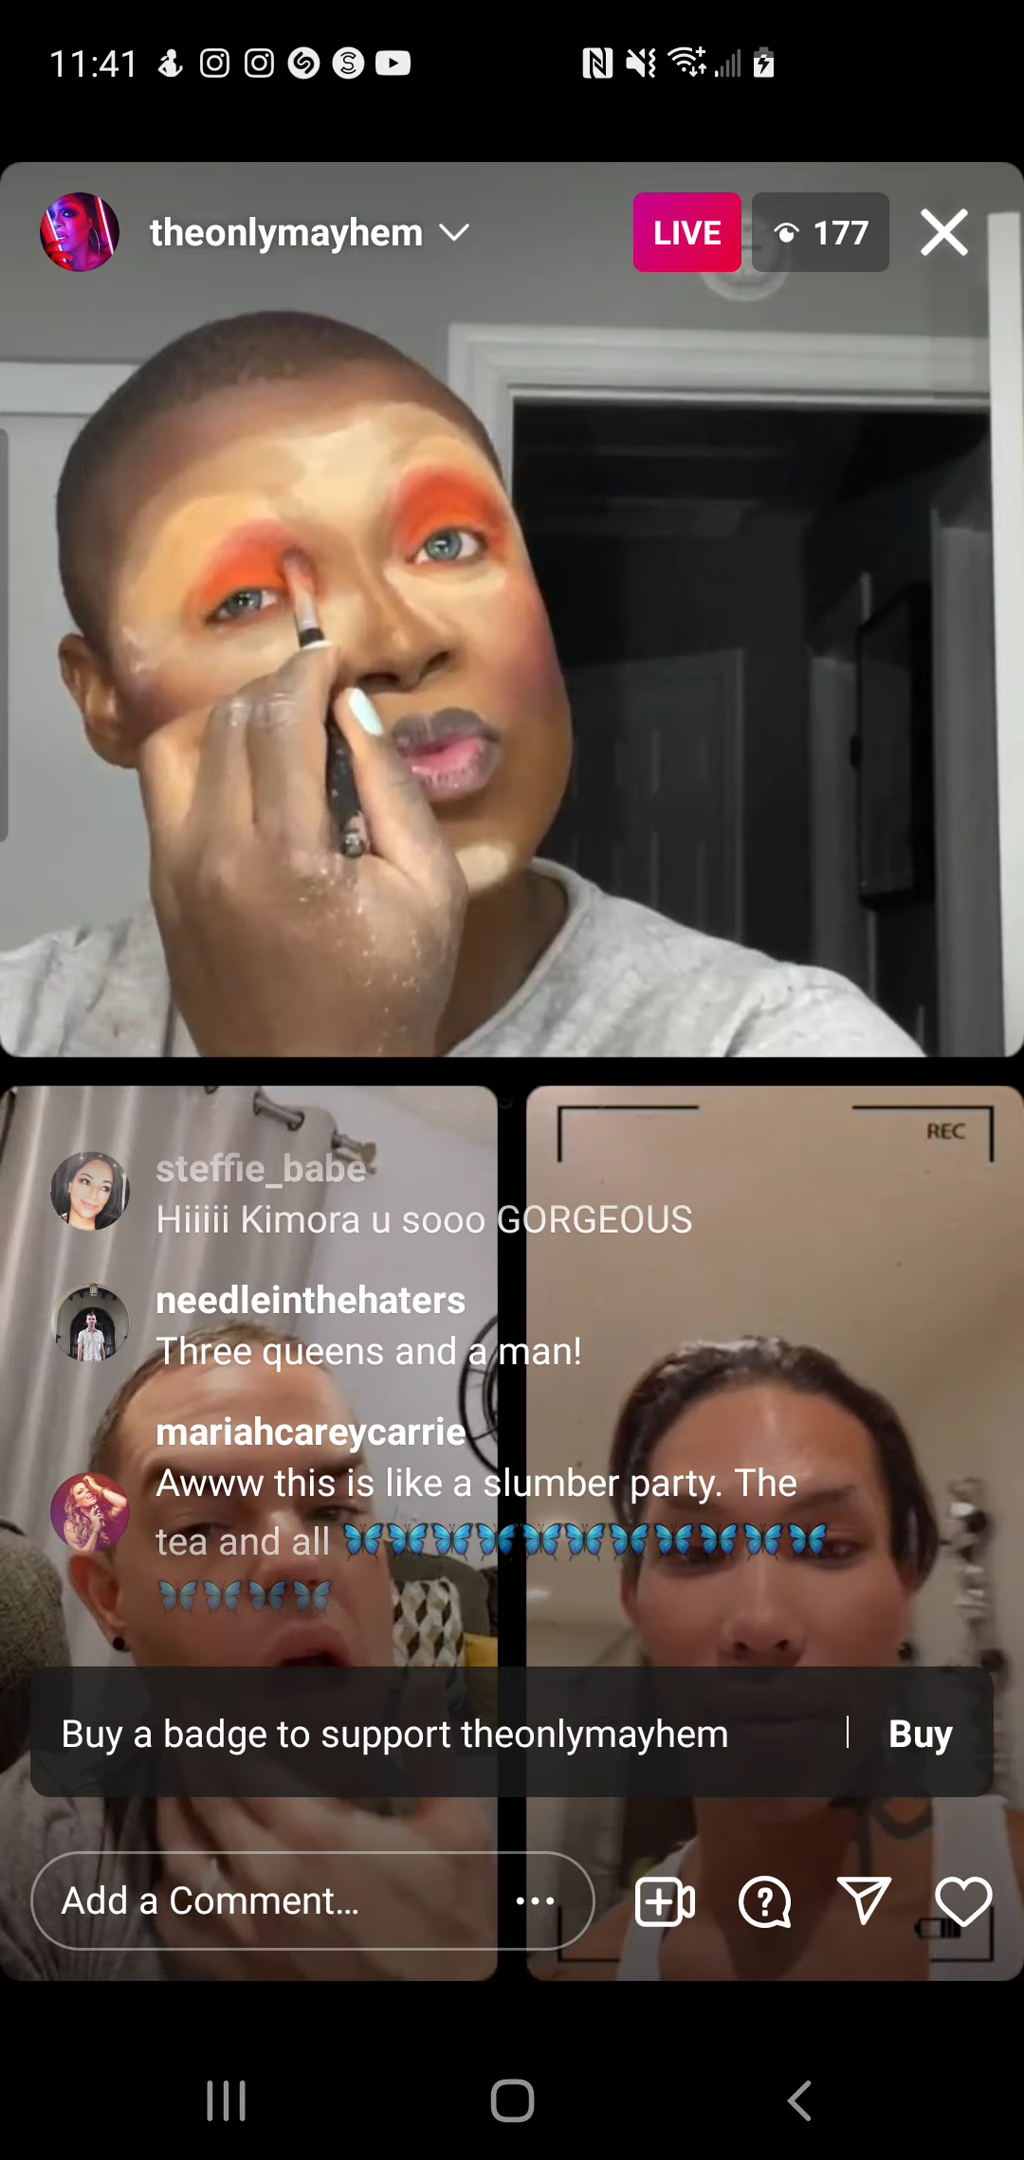 11:41
theonlymayhem
LIVE
177
REC
steffie_babe
Hiiiii Kimora u sooo GORGEOUS
needleinthehaters
Three queens and a man!
mariahcareycarrie
Awww this is like a slumber party. The
tea and all 🦋🦋🦋🦋🦋🦋🦋🦋🦋🦋🦋
🦋🦋🦋🦋
Buy a badge to support theonlymayhem | Buy
Add a Comment...